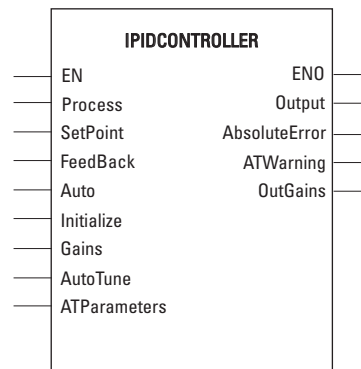 IPIDCONTROLLER
EN
ENO
Process
Output
SetPoint
AbsoluteError
FeedBack
ATWarning
Auto
OutGains
Initialize
Gains
AutoTune
ATParameters